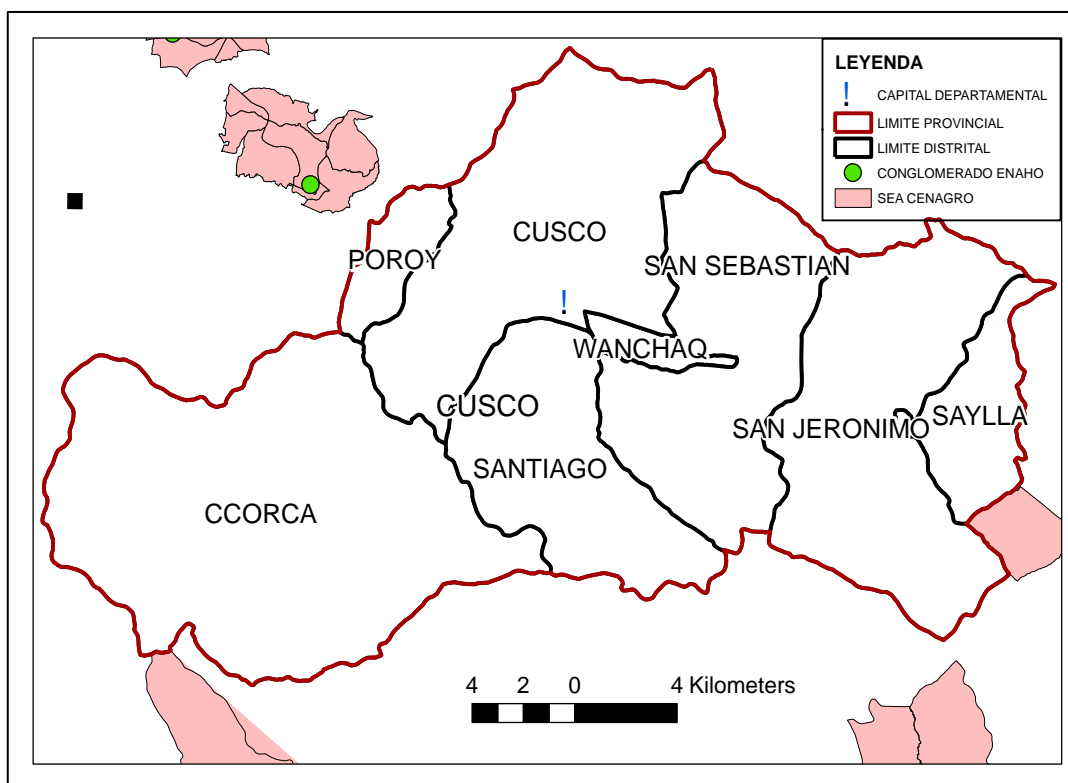 LEYENDA
! CAPITAL DEPARTAMENTAL
LIMITE PROVINCIAL
LIMITE DISTRITAL
CONGLOMERADO ENAHO
SEA CENAGRO
CUSCO
POROY
SAN SEBASTIAN
!
WANCHAQ
CUSCO
SAYLLA
SAN JERONIMO
SANTIAGO
CCORCA
4 2 0 4 Kilometers